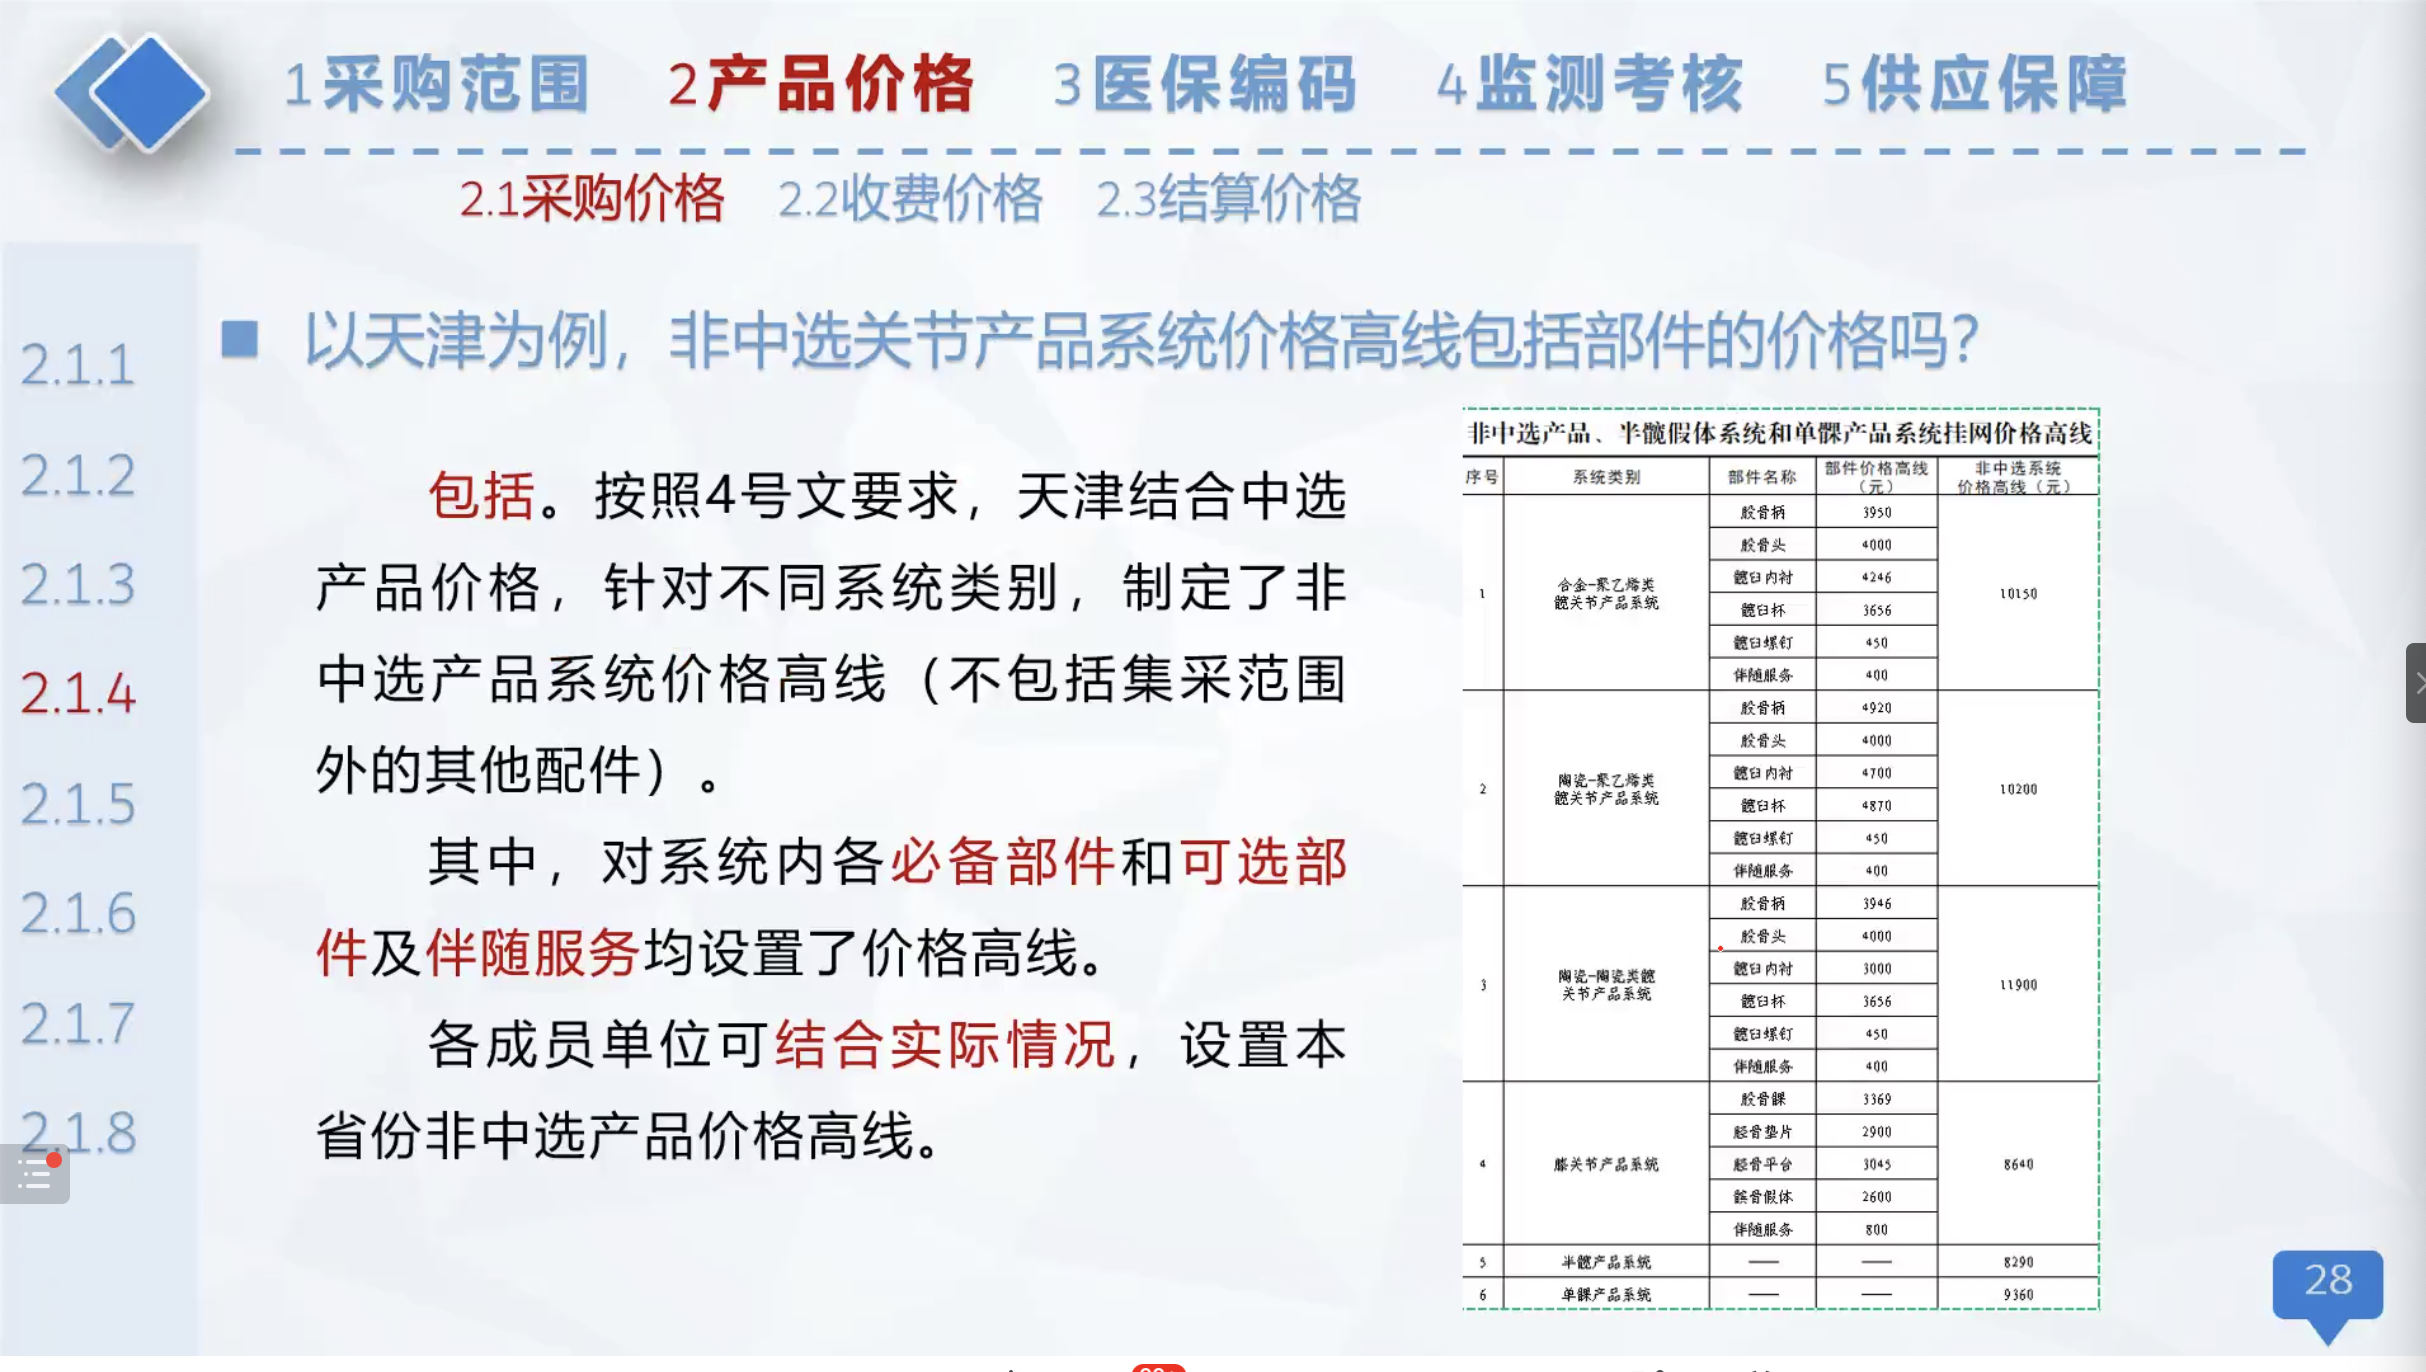 1采购范围 2产品价格 3医保编码 4监测考核 5供应保障
2.1采购价格 2.2收费价格 2.3结算价格
2.1.1
2.1.2
2.1.3
2.1.4
2.1.5
2.1.6
2.1.7
2.1.8
以天津为例，非中选关节产品系统价格高线包括部件的价格吗？
包括。按照4号文要求，天津结合中选
产品价格，针对不同系统类别，制定了非
中选产品系统价格高线（不包括集采范围
外的其他配件）。
其中，对系统内各必备部件和可选部
件及伴随服务均设置了价格高线。
各成员单位可结合实际情况，设置本
省份非中选产品价格高线。
非中选产品、半髋假体系统和单髁产品系统挂网价格高线
序号 系统类别 部件名称 部件价格高线（元） 非中选系统价格高线（元）
1 合金-聚乙烯类髋关节产品系统 股骨柄 3950 10150
股骨头 4000
髋臼内衬 4246
髋臼杯 3656
髋臼螺钉 450
伴随服务 400
2 陶瓷-聚乙烯类髋关节产品系统 股骨柄 4920 10200
股骨头 4000
髋臼内衬 4700
髋臼杯 4870
髋臼螺钉 450
伴随服务 400
3 陶瓷-陶瓷类髋关节产品系统 股骨柄 3946 11900
股骨头 4000
髋臼内衬 3000
髋臼杯 3656
髋臼螺钉 450
伴随服务 400
4 膝关节产品系统 股骨髁 3369 8640
胫骨垫片 2900
胫骨平台 3045
髌骨假体 2600
伴随服务 800
5 半髋产品系统 —— —— 8290
6 单髁产品系统 —— —— 9360
28